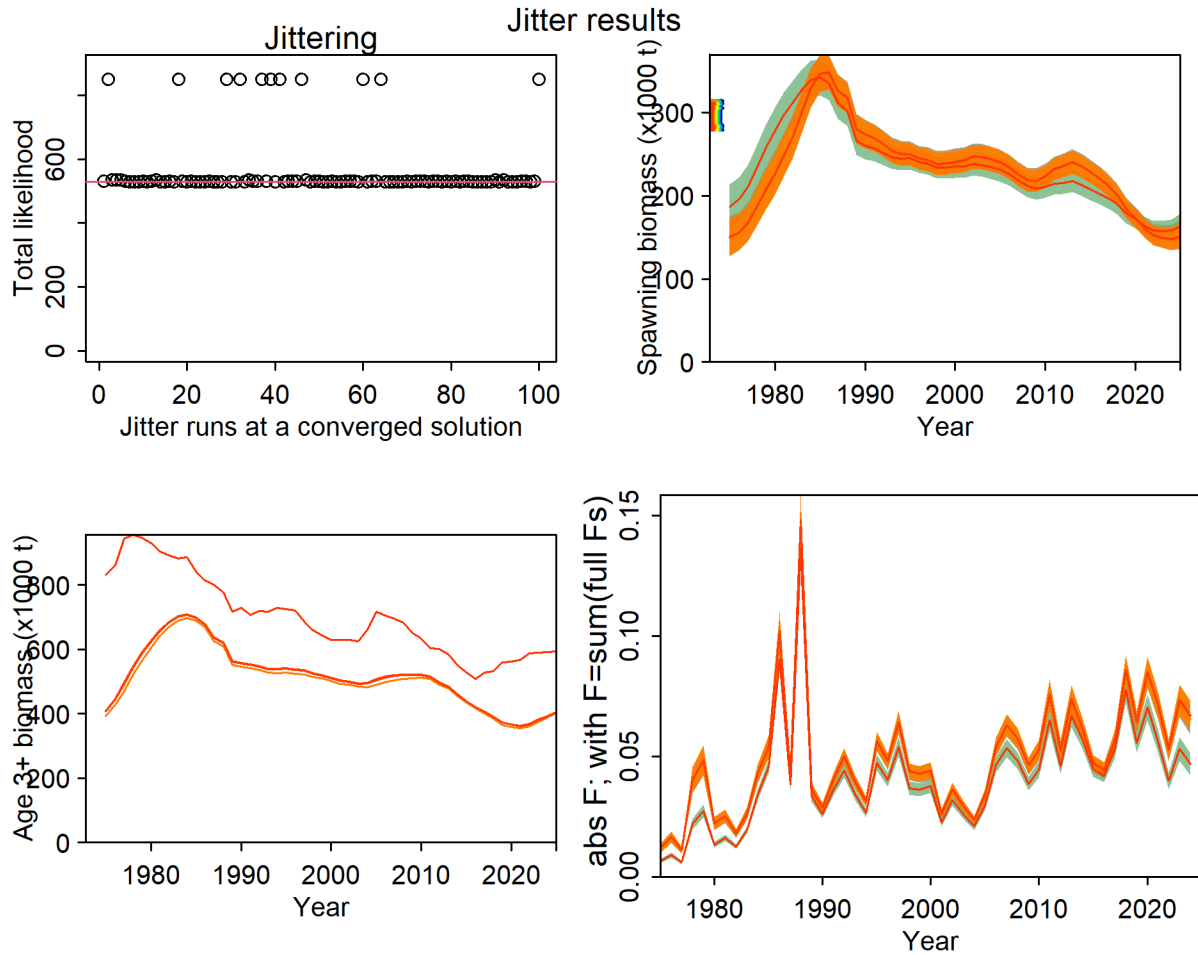 Jitter results
Jittering
Total likelihood
0
200
600
0 20 40 60 80 100
Jitter runs at a converged solution
Spawning biomass (x1000 t)
0
100
200
300
1980 1990 2000 2010 2020
Year
Age 3+ biomass (x1000 t)
0
200
400
600
800
1980 1990 2000 2010 2020
Year
abs F; with F=sum(full Fs)
0.00
0.05
0.10
0.15
1980 1990 2000 2010 2020
Year